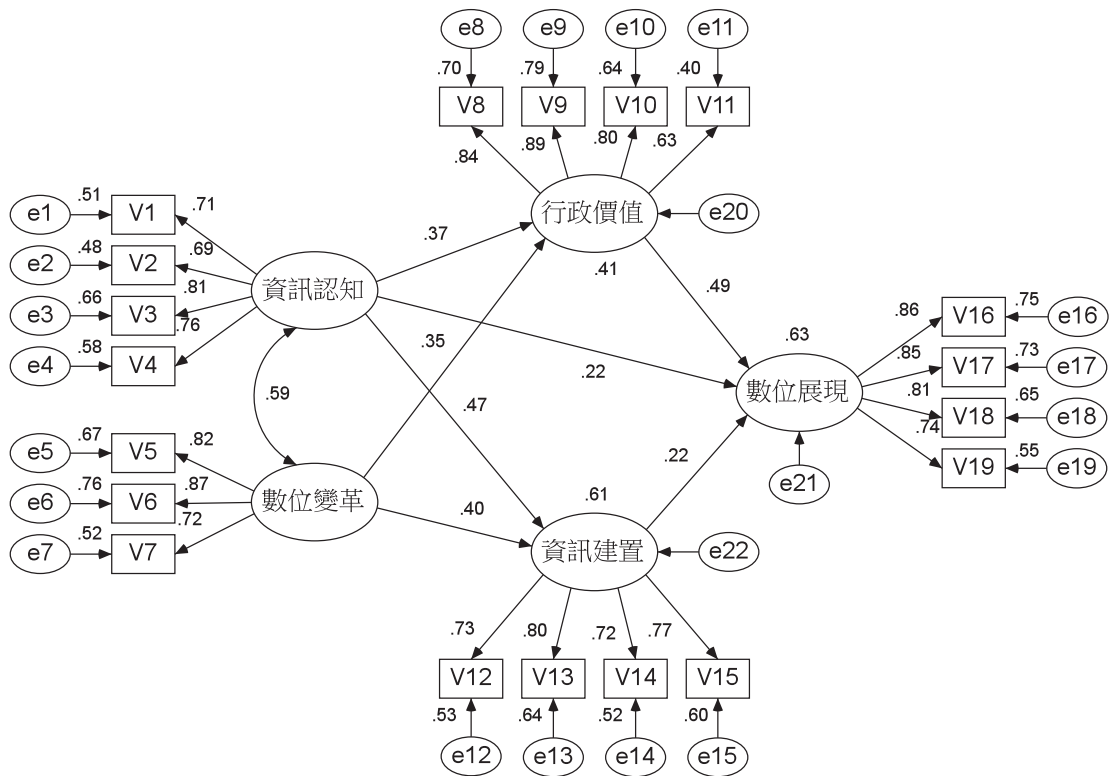 e8 e9 e10 e11
.70 .79 .64 .40
V8 V9 V10 V11
.84 .89 .80 .63
行政價值
e20
.41
e1 .51 V1 .71
e2 .48 V2 .69
e3 .66 V3 .81
e4 .58 V4 .76
資訊認知
.37
.35
.22
.47
.49
.59
e5 .67 V5 .82
e6 .76 V6 .87
e7 .52 V7 .72
數位變革
.40
.61
資訊建置
e22
.22
.63
數位展現
e21
.86 V16 .75 e16
.85 V17 .73 e17
.81 V18 .65 e18
.74 V19 .55 e19
.73 .80 .72 .77
V12 V13 V14 V15
.53 .64 .52 .60
e12 e13 e14 e15